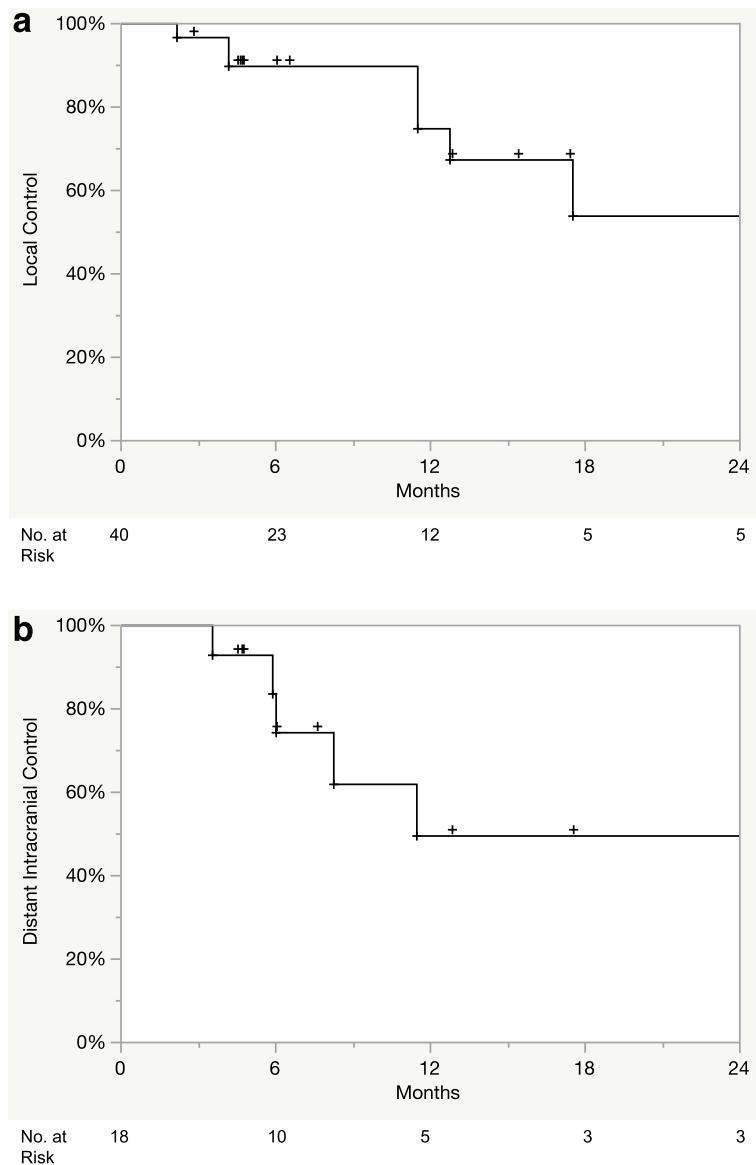 a
100%
80%
60%
40%
20%
0%
Local Control
0 6 12 18 24
Months
No. at Risk 40 23 12 5 5
b
100%
80%
60%
40%
20%
0%
Distant Intracranial Control
0 6 12 18 24
Months
No. at Risk 18 10 5 3 3